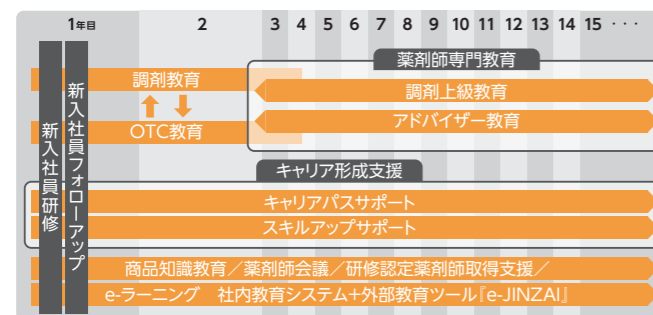 1年目 2 3 4 5 6 7 8 9 10 11 12 13 14 15 ・・・
新入社員研修
新入社員フォローアップ
調剤教育
OTC教育
薬剤師専門教育
調剤上級教育
アドバイザー教育
キャリア形成支援
キャリアパスサポート
スキルアップサポート
商品知識教育／薬剤師会議／研修認定薬剤師取得支援／
e-ラーニング 社内教育システム+外部教育ツール『e-JINZAI』